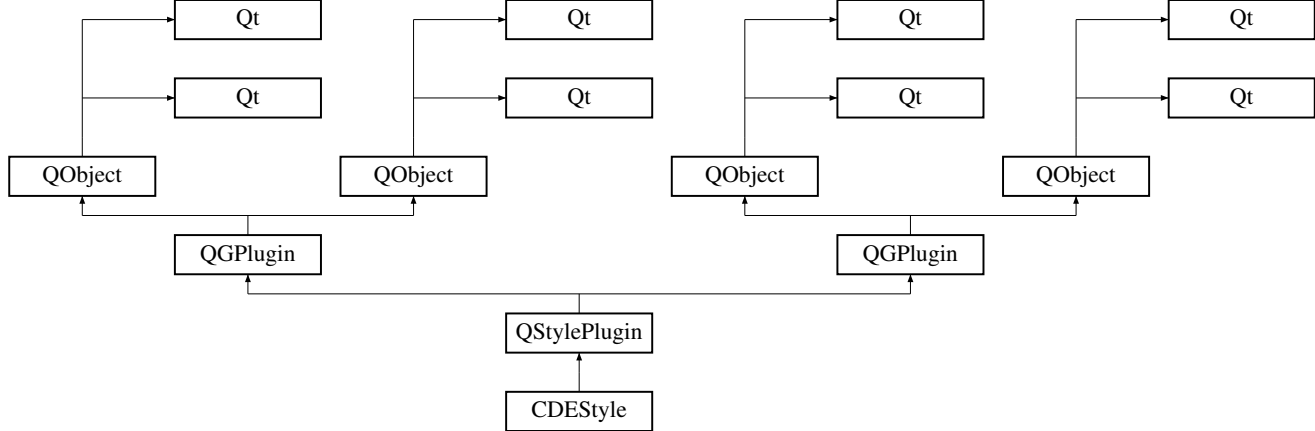 Qt Qt Qt Qt
Qt Qt Qt Qt
QObject QObject QObject QObject
QGPlugin QGPlugin
QStylePlugin
CDEStyle